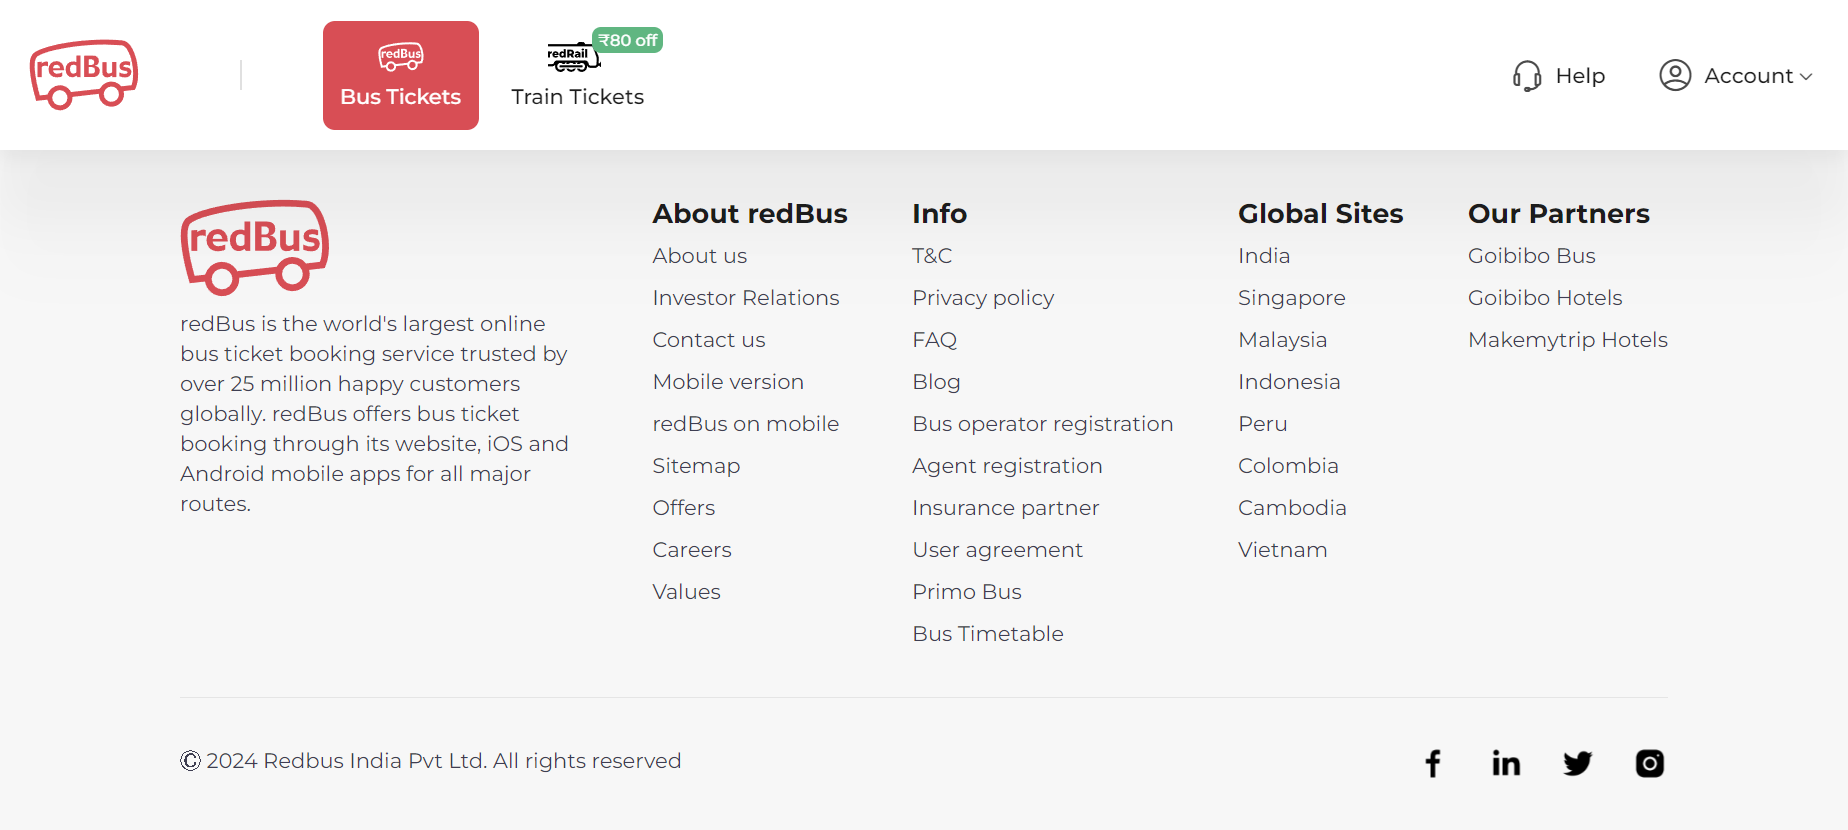 redBus
redBus
Bus Tickets
redRail
₹80 off
Train Tickets
Help
Account
redBus
redBus is the world's largest online
bus ticket booking service trusted by
over 25 million happy customers
globally. redBus offers bus ticket
booking through its website, iOS and
Android mobile apps for all major
routes.
About redBus
About us
Investor Relations
Contact us
Mobile version
redBus on mobile
Sitemap
Offers
Careers
Values
Info
T&C
Privacy policy
FAQ
Blog
Bus operator registration
Agent registration
Insurance partner
User agreement
Primo Bus
Bus Timetable
Global Sites
India
Singapore
Malaysia
Indonesia
Peru
Colombia
Cambodia
Vietnam
Our Partners
Goibibo Bus
Goibibo Hotels
Makemytrip Hotels
Ⓒ 2024 Redbus India Pvt Ltd. All rights reserved